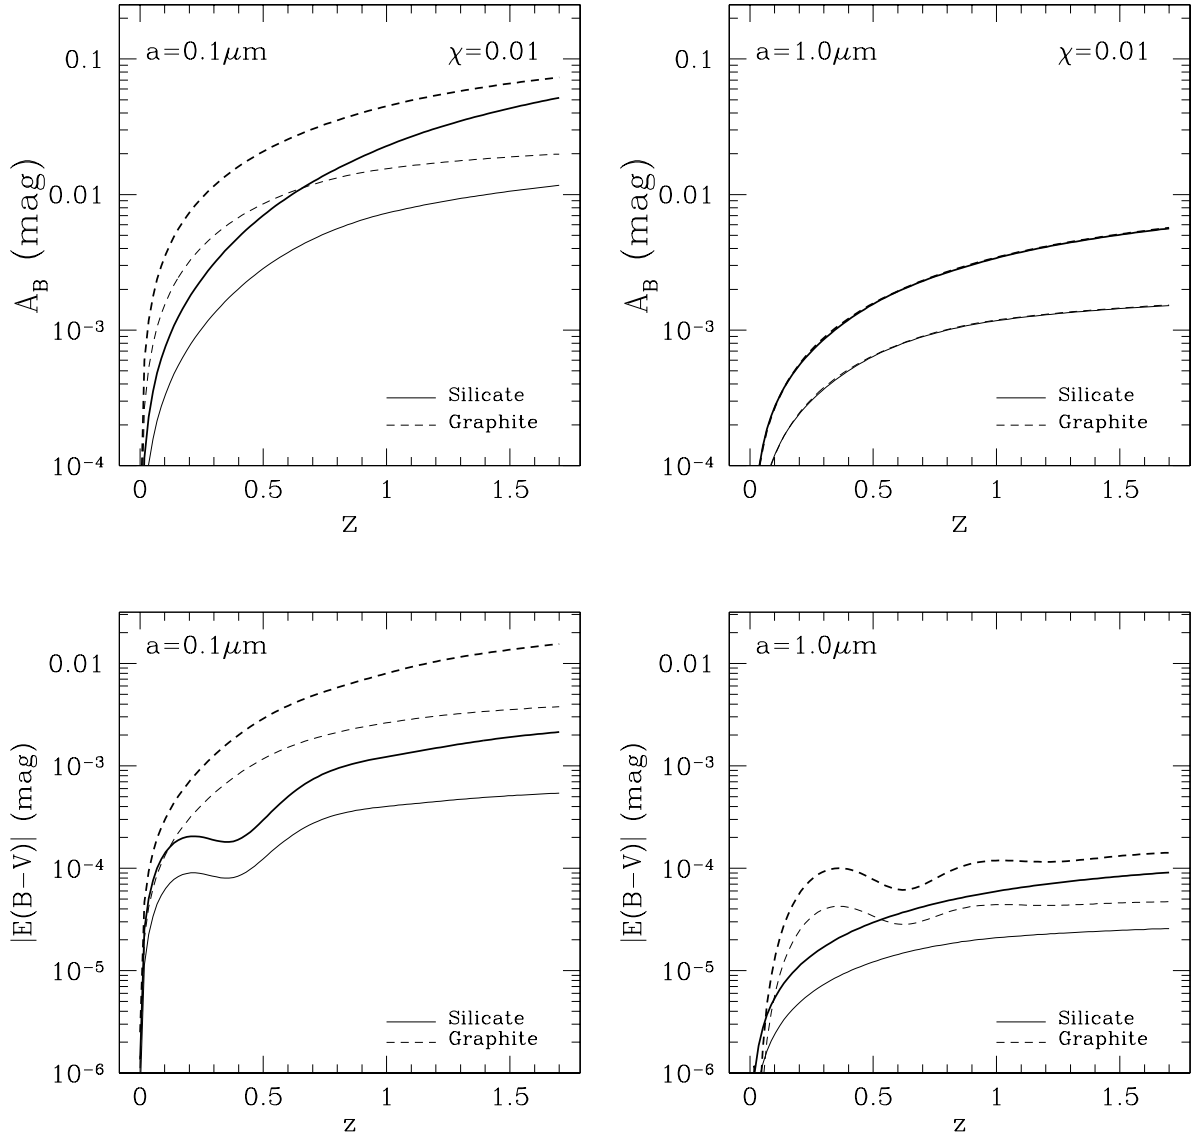 a=0.1μm χ=0.01
0.1
0.01
10⁻³
10⁻⁴
A_B (mag)
Silicate
Graphite
0 0.5 1 1.5
z
a=1.0μm χ=0.01
0.1
0.01
10⁻³
10⁻⁴
A_B (mag)
Silicate
Graphite
0 0.5 1 1.5
z
a=0.1μm
0.01
10⁻³
10⁻⁴
10⁻⁵
10⁻⁶
|E(B−V)| (mag)
Silicate
Graphite
0 0.5 1 1.5
z
a=1.0μm
0.01
10⁻³
10⁻⁴
10⁻⁵
10⁻⁶
|E(B−V)| (mag)
Silicate
Graphite
0 0.5 1 1.5
z